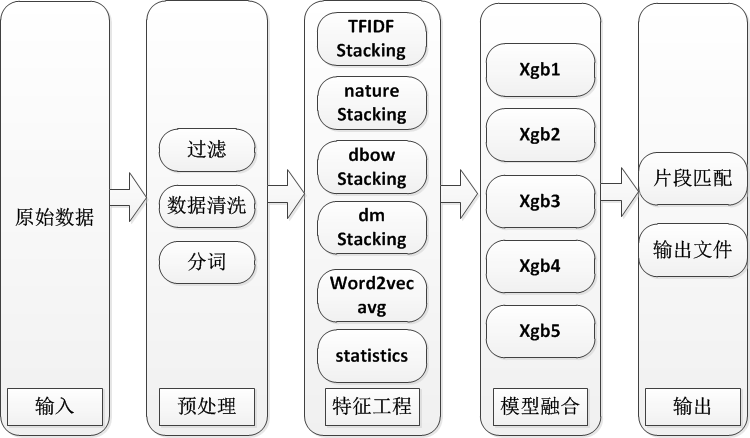 原始数据
输入
过滤
数据清洗
分词
预处理
TFIDF
Stacking
nature
Stacking
dbow
Stacking
dm
Stacking
Word2vec
avg
statistics
特征工程
Xgb1
Xgb2
Xgb3
Xgb4
Xgb5
模型融合
片段匹配
输出文件
输出